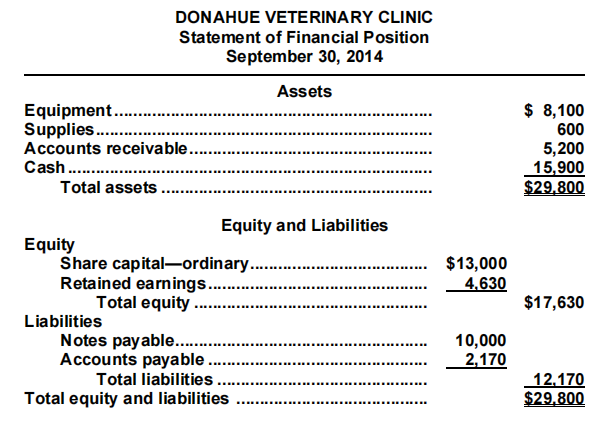 DONAHUE VETERINARY CLINIC
Statement of Financial Position
September 30, 2014
Assets
Equipment ................................................................... $ 8,100
Supplies ...................................................................... 600
Accounts receivable ................................................... 5,200
Cash ............................................................................ 15,900
Total assets ......................................................... $29,800
Equity and Liabilities
Equity
Share capital—ordinary ..................................... $13,000
Retained earnings .............................................. 4,630
Total equity ................................................. $17,630
Liabilities
Notes payable ..................................................... 10,000
Accounts payable .............................................. 2,170
Total liabilities ............................................ 12,170
Total equity and liabilities ........................................ $29,800